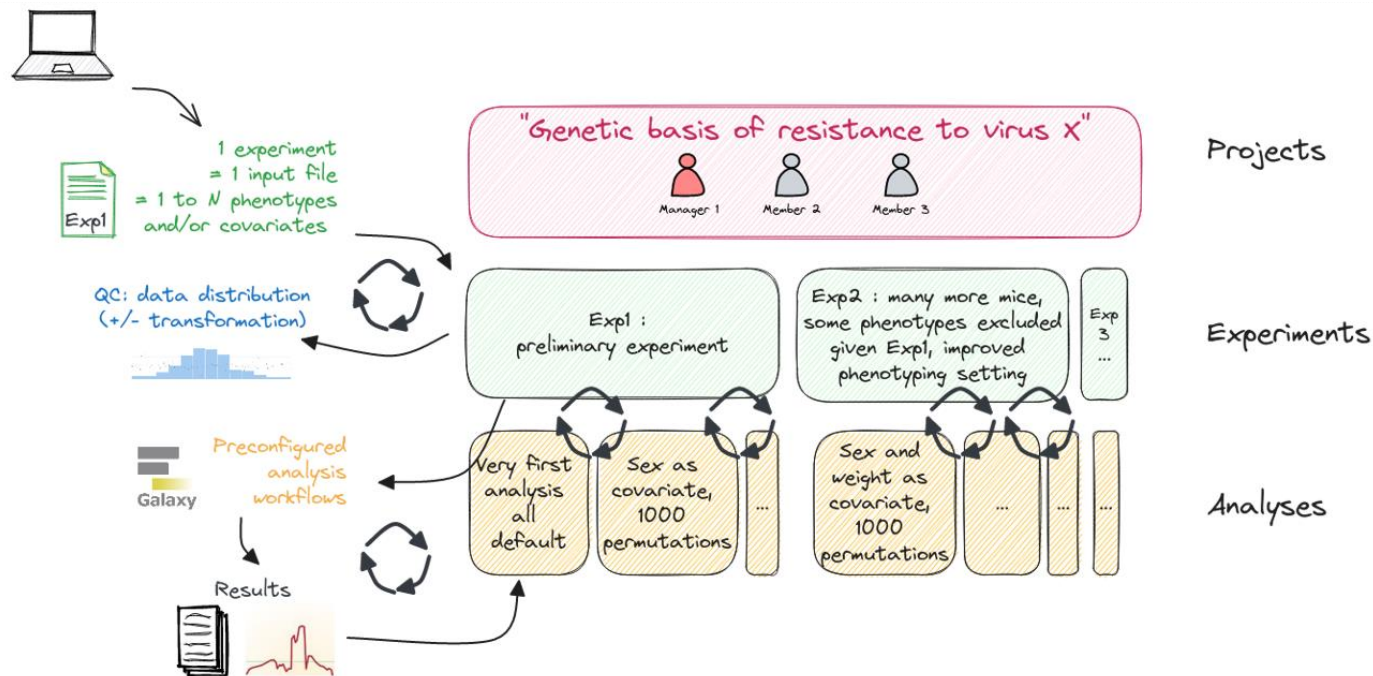 "Genetic basis of resistance to virus X"
Manager 1
Member 2
Member 3
Projects
1 experiment
= 1 input file
= 1 to N phenotypes
and/or covariates
Exp1
QC: data distribution
(+/- transformation)
Exp1 :
preliminary experiment
Exp2 : many more mice,
some phenotypes excluded
given Exp1, improved
phenotyping setting
Exp
3
...
Experiments
Preconfigured
analysis
workflows
Galaxy
Very first
analysis
all
default
Sex as
covariate,
1000
permutations
...
Sex and
weight as
covariate,
1000
permutations
...
...
...
Analyses
Results